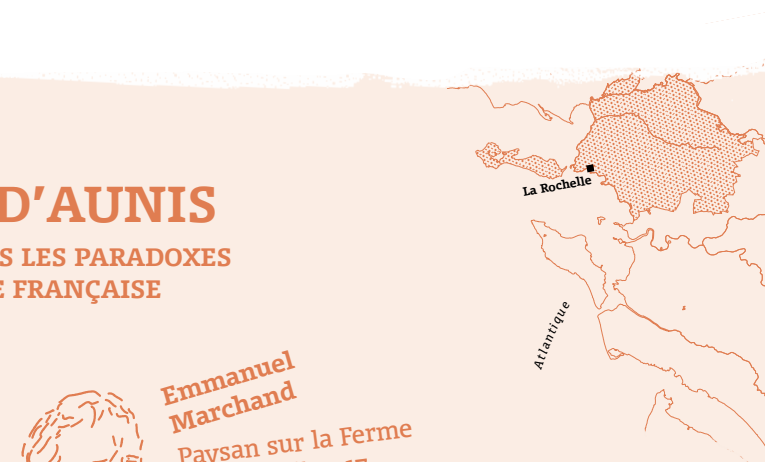 D'AUNIS
S LES PARADOXES
E FRANÇAISE
La Rochelle
Atlantique
Emmanuel
Marchand
Paysan sur la Ferme